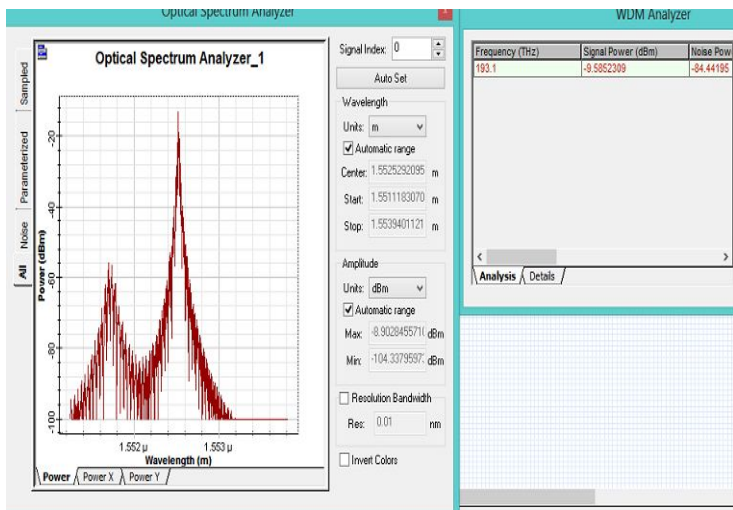 Optical Spectrum Analyzer
x
Optical Spectrum Analyzer_1
Sampled
Parameterized
Noise
All
Power (dBm)
-20
-40
-60
-80
-100
1.552 µ
1.553 µ
Wavelength (m)
Power
Power X
Power Y
Signal Index: 0
Auto Set
Wavelength
Units: m
Automatic range
Center: 1.5525292095 m
Start: 1.5511183070 m
Stop: 1.5539401121 m
Amplitude
Units: dBm
Automatic range
Max: -8.902845571 dBm
Min: -104.3379597 dBm
Resolution Bandwidth
Res: 0.01 nm
Invert Colors
WDM Analyzer
Frequency (THz) Signal Power (dBm) Noise Pow
193.1 -9.5852309 -84.44195
Analysis Details